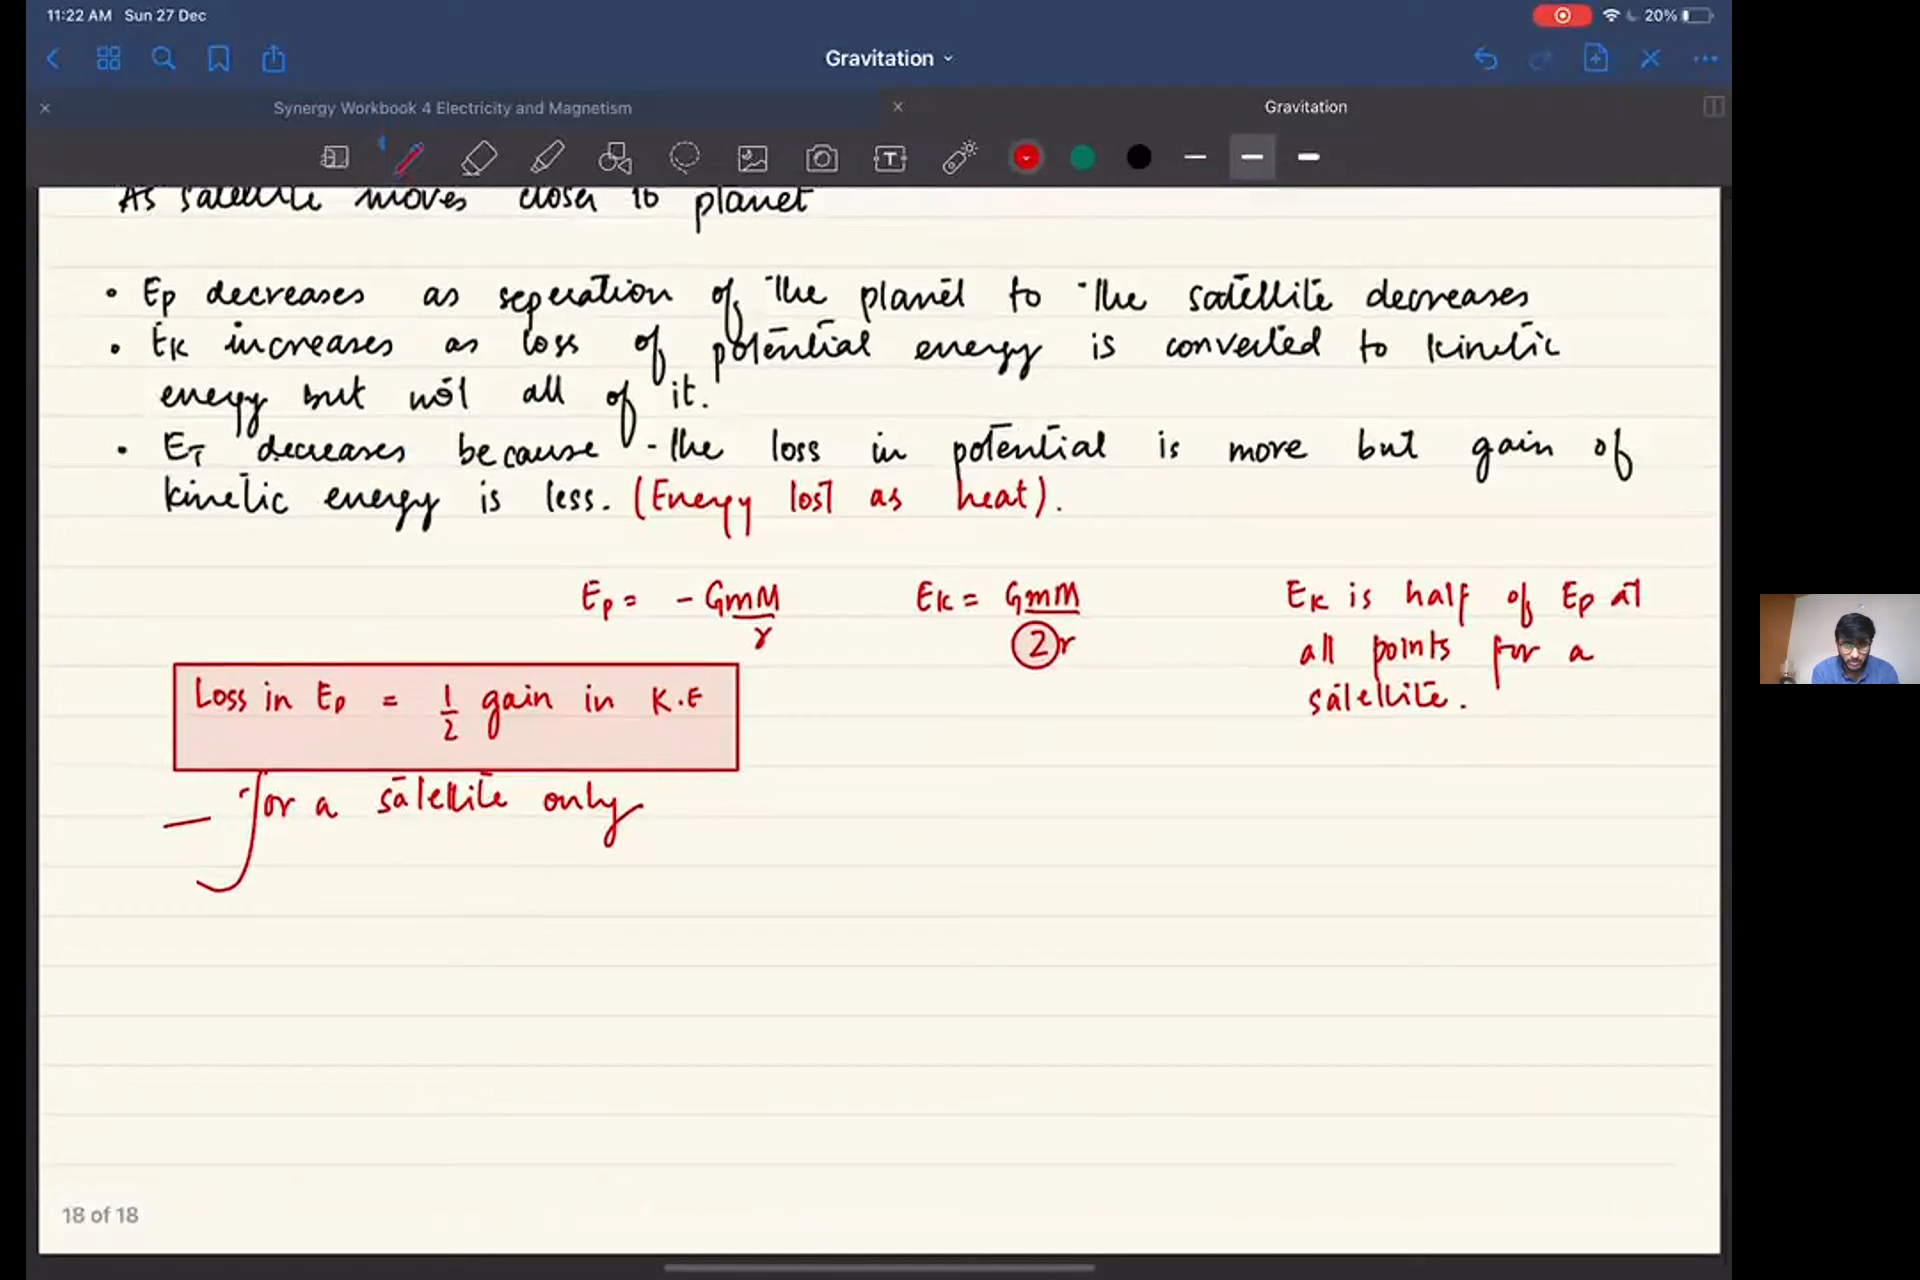 11:22 AM Sun 27 Dec
20%
Gravitation
Synergy Workbook 4 Electricity and Magnetism
Gravitation
As satellite moves closer to planet
• Ep decreases as seperation of the planet to the satellite decreases
• Ek increases as loss of potential energy is converted to kinetic
energy but not all of it.
• ET decreases because the loss in potential is more but gain of
kinetic energy is less. (Energy lost as heat).
Ep = - GmM/r
Ek = GmM/2r
Ek is half of Ep at
all points for a
satellite.
Loss in Ep = 1/2 gain in K.E
for a satellite only
18 of 18